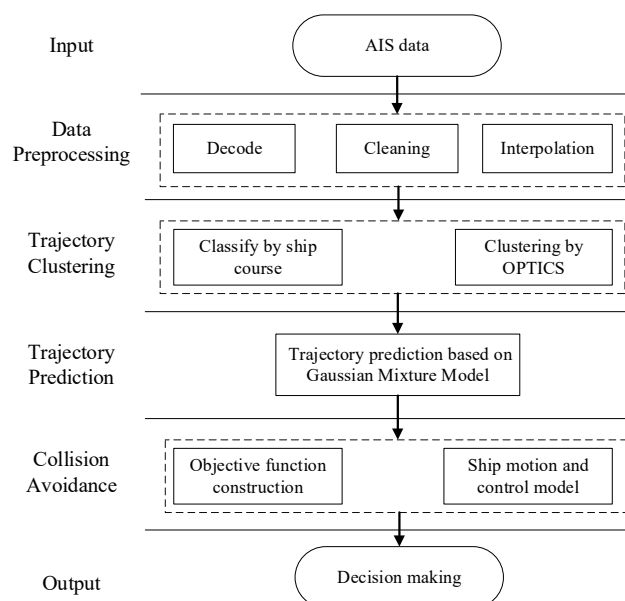 Input
AIS data
Data
Preprocessing
Decode
Cleaning
Interpolation
Trajectory
Clustering
Classify by ship
course
Clustering by
OPTICS
Trajectory
Prediction
Trajectory prediction based on
Gaussian Mixture Model
Collision
Avoidance
Objective function
construction
Ship motion and
control model
Output
Decision making